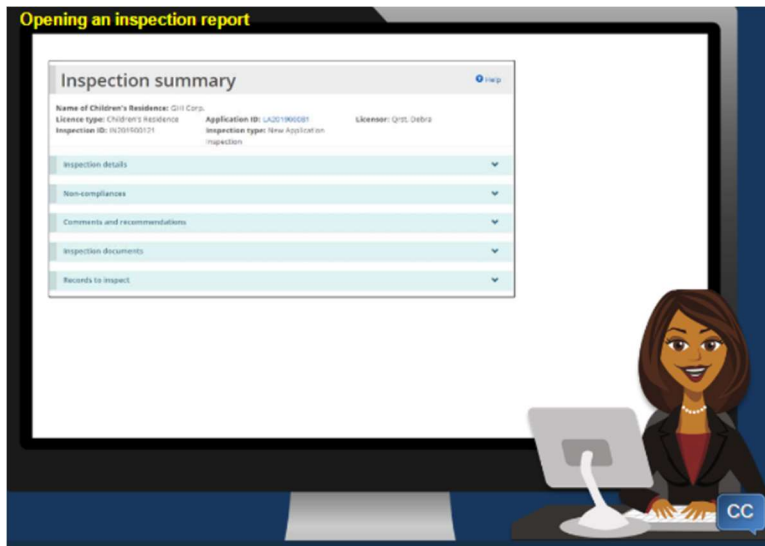 Opening an inspection report
Inspection summary
Help
Name of Children's Residence: GHI Corp.
Licence type: Children's Residence Application ID: LA201900081 Licensor: Qrst, Debra
Inspection ID: IN201900121 Inspection type: New Application
Inspection
Inspection details
Non-compliances
Comments and recommendations
Inspection documents
Records to inspect
CC